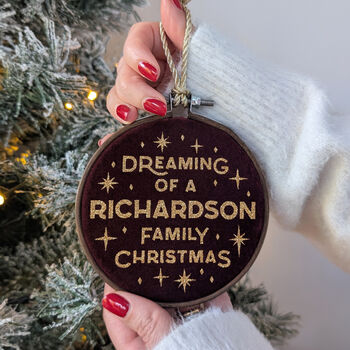 DREAMING
OF A
RICHARDSON
FAMILY
CHRISTMAS